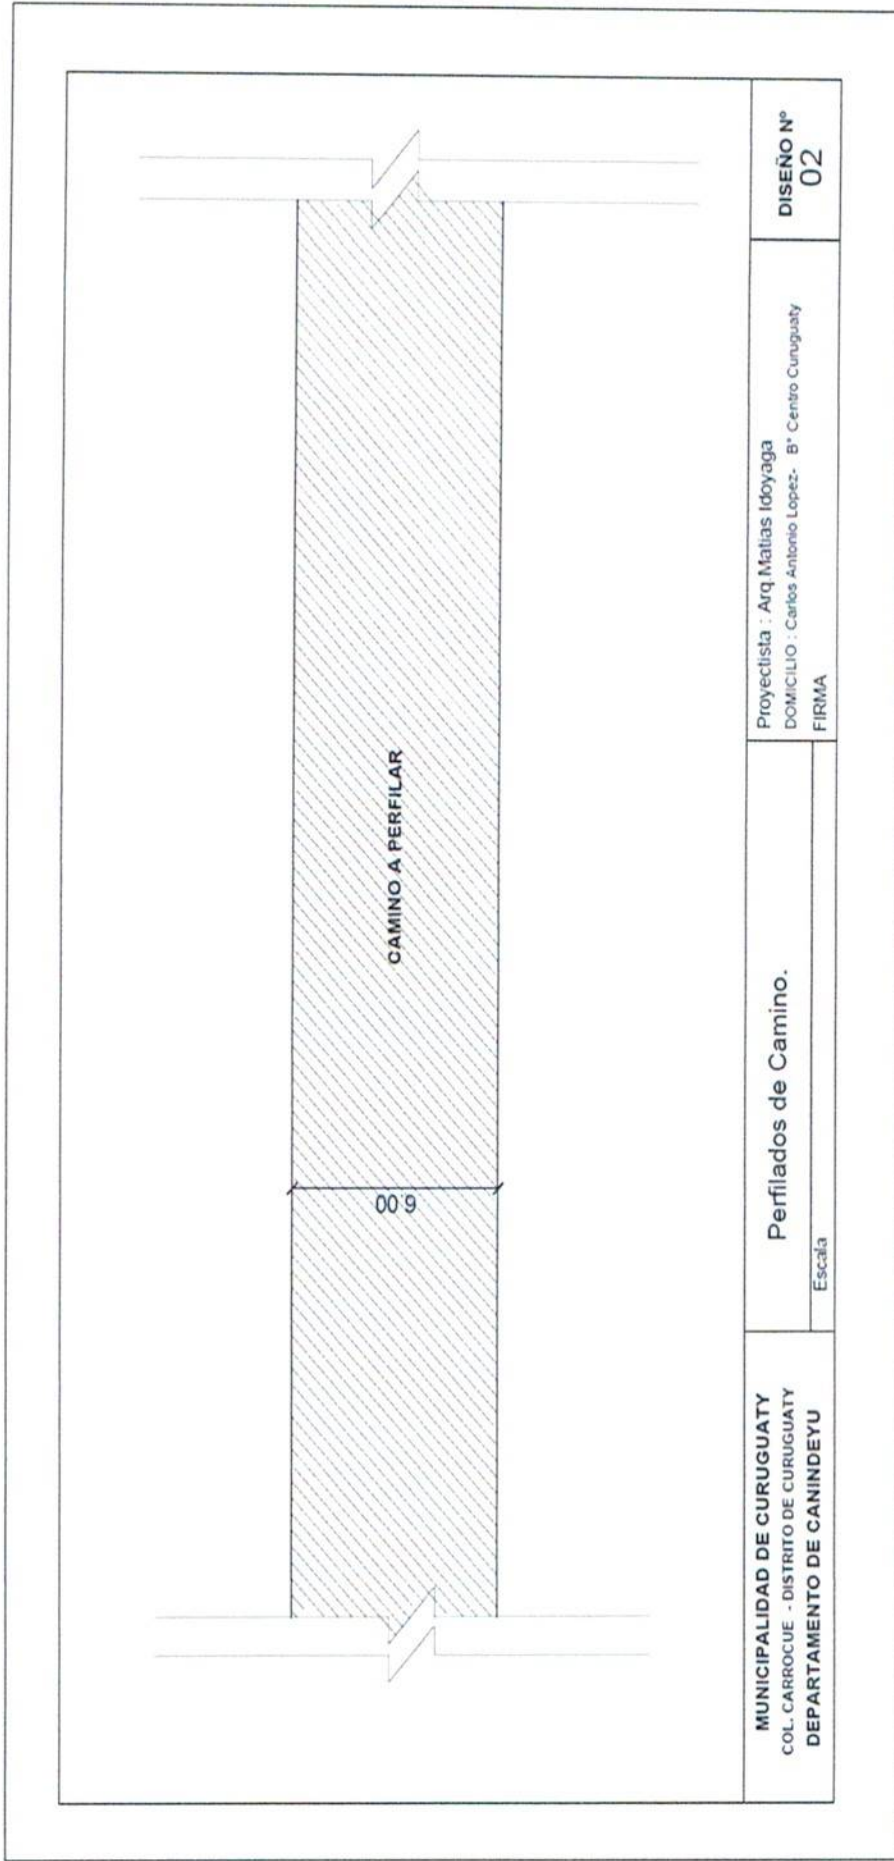 CAMINO A PERFILAR
6.00
MUNICIPALIDAD DE CURUGUATY
COL. CARROCUE - DISTRITO DE CURUGUATY
DEPARTAMENTO DE CANINDEYU
Perfilados de Camino.
Escala
Proyectista : Arq.Matias Idoyaga
DOMICILIO : Carlos Antonio Lopez- B° Centro Curuguaty
FIRMA
DISEÑO Nº
02